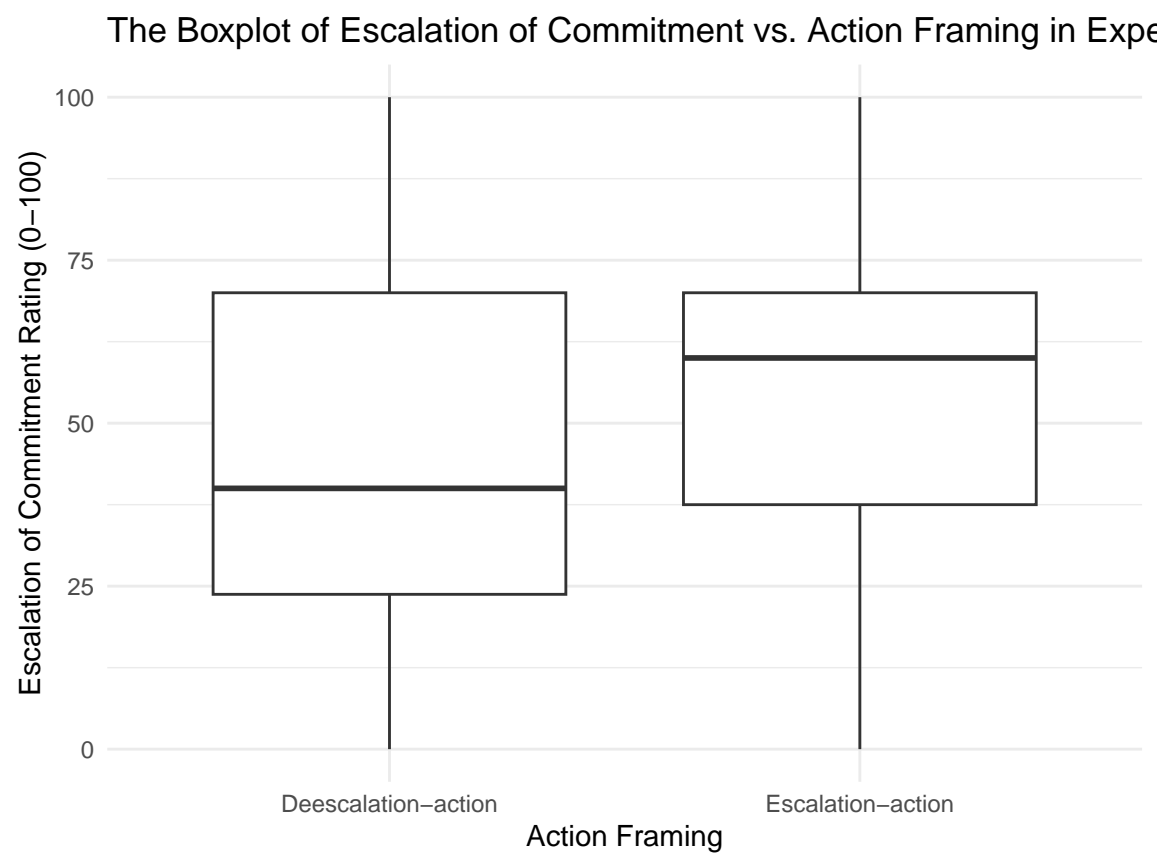 The Boxplot of Escalation of Commitment vs. Action Framing in Expe
Escalation of Commitment Rating (0−100)
100
75
50
25
0
Deescalation−action
Escalation−action
Action Framing